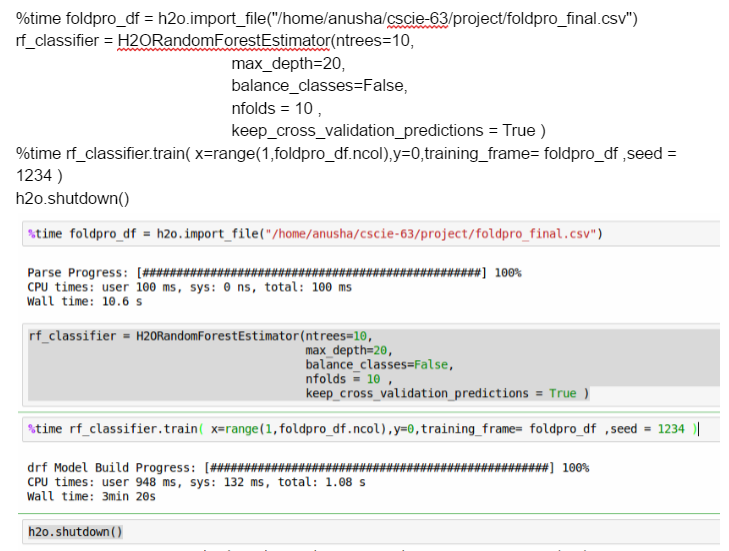 %time foldpro_df = h2o.import_file("/home/anusha/cscie-63/project/foldpro_final.csv")
rf_classifier = H2ORandomForestEstimator(ntrees=10,
max_depth=20,
balance_classes=False,
nfolds = 10 ,
keep_cross_validation_predictions = True )
%time rf_classifier.train( x=range(1,foldpro_df.ncol),y=0,training_frame= foldpro_df ,seed =
1234 )
h2o.shutdown()
%time foldpro_df = h2o.import_file("/home/anusha/cscie-63/project/foldpro_final.csv")
Parse Progress: [##################################################] 100%
CPU times: user 100 ms, sys: 0 ns, total: 100 ms
Wall time: 10.6 s
rf_classifier = H2ORandomForestEstimator(ntrees=10,
max_depth=20,
balance_classes=False,
nfolds = 10 ,
keep_cross_validation_predictions = True )
%time rf_classifier.train( x=range(1,foldpro_df.ncol),y=0,training_frame= foldpro_df ,seed = 1234 )
drf Model Build Progress: [##################################################] 100%
CPU times: user 948 ms, sys: 132 ms, total: 1.08 s
Wall time: 3min 20s
h2o.shutdown()